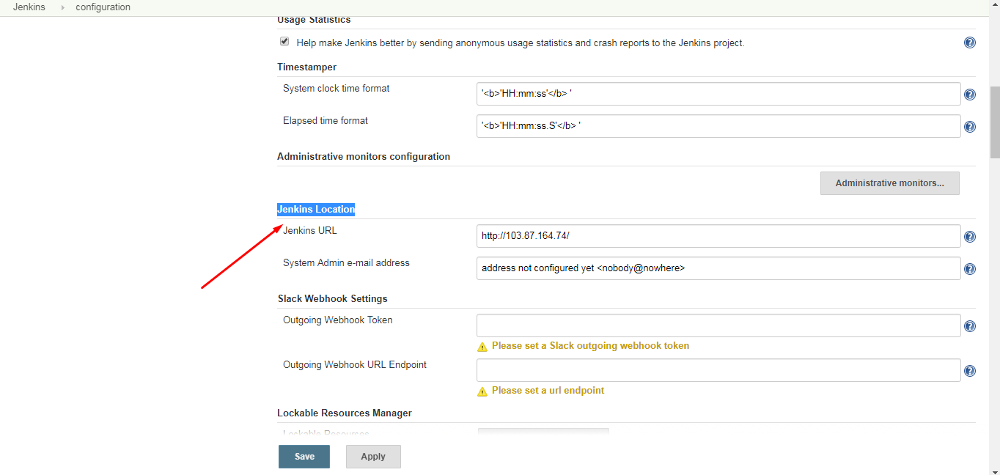 Jenkins configuration
Usage Statistics
Help make Jenkins better by sending anonymous usage statistics and crash reports to the Jenkins project.
Timestamper
System clock time format
'<b>'HH:mm:ss'</b> '
Elapsed time format
'<b>'HH:mm:ss.S'</b> '
Administrative monitors configuration
Administrative monitors...
Jenkins Location
Jenkins URL
http://103.87.164.74/
System Admin e-mail address
address not configured yet <nobody@nowhere>
Slack Webhook Settings
Outgoing Webhook Token
Please set a Slack outgoing webhook token
Outgoing Webhook URL Endpoint
Please set a url endpoint
Lockable Resources Manager
Lockable Resources
Save Apply